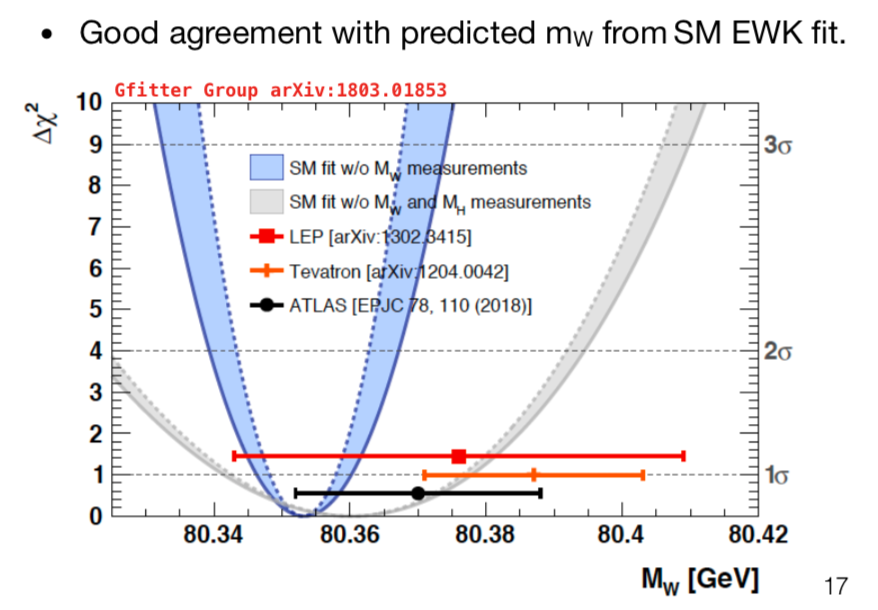 • Good agreement with predicted mW from SM EWK fit.
Gfitter Group arXiv:1803.01853
Δχ²
10
9
8
7
6
5
4
3
2
1
0
3σ
2σ
1σ
SM fit w/o MW measurements
SM fit w/o MW and MH measurements
LEP [arXiv:1302.3415]
Tevatron [arXiv:1204.0042]
ATLAS [EPJC 78, 110 (2018)]
80.34 80.36 80.38 80.4 80.42
MW [GeV]
17